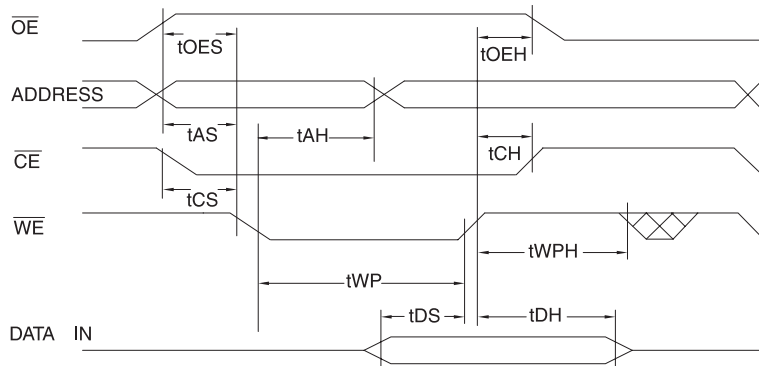 OE
tOES
tOEH
ADDRESS
tAS
tAH
tCH
CE
tCS
WE
tWPH
tWP
tDS
tDH
DATA IN